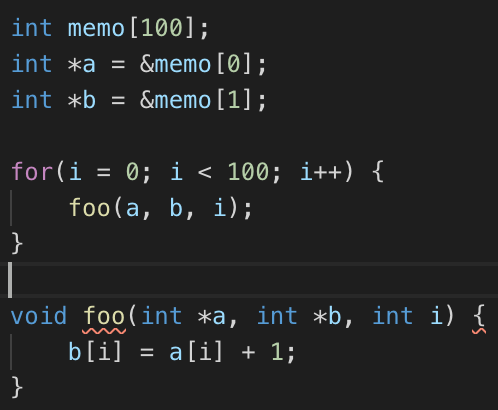 int memo[100];
int *a = &memo[0];
int *b = &memo[1];
for(i = 0; i < 100; i++) {
    foo(a, b, i);
}
void foo(int *a, int *b, int i) {
    b[i] = a[i] + 1;
}